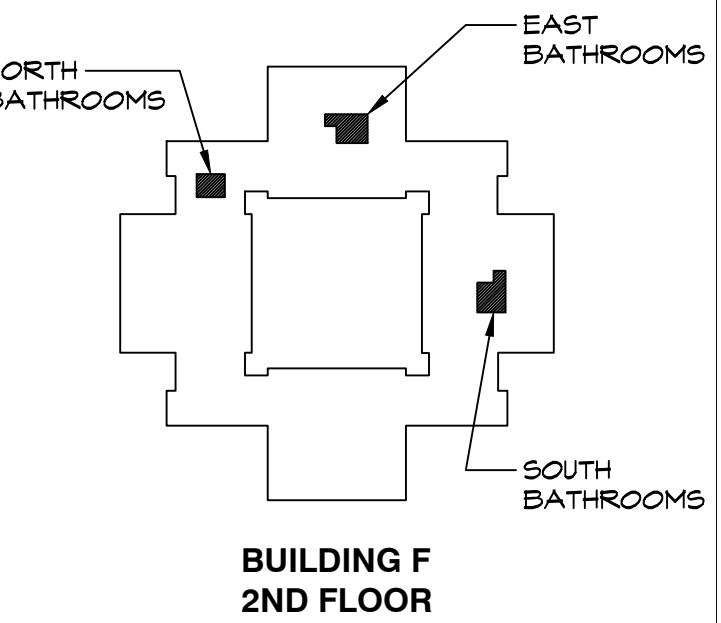 EAST
BATHROOMS
ORTH
BATHROOMS
SOUTH
BATHROOMS
BUILDING F
2ND FLOOR